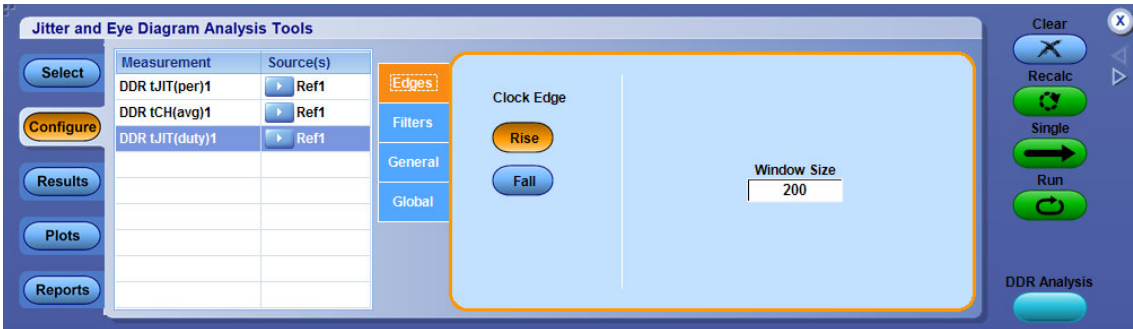 Jitter and Eye Diagram Analysis Tools
Select
Configure
Results
Plots
Reports
Measurement Source(s)
DDR tJIT(per)1 Ref1
DDR tCH(avg)1 Ref1
DDR tJIT(duty)1 Ref1
Edges
Filters
General
Global
Clock Edge
Rise
Fall
Window Size
200
Clear
X
Recalc
Single
Run
DDR Analysis